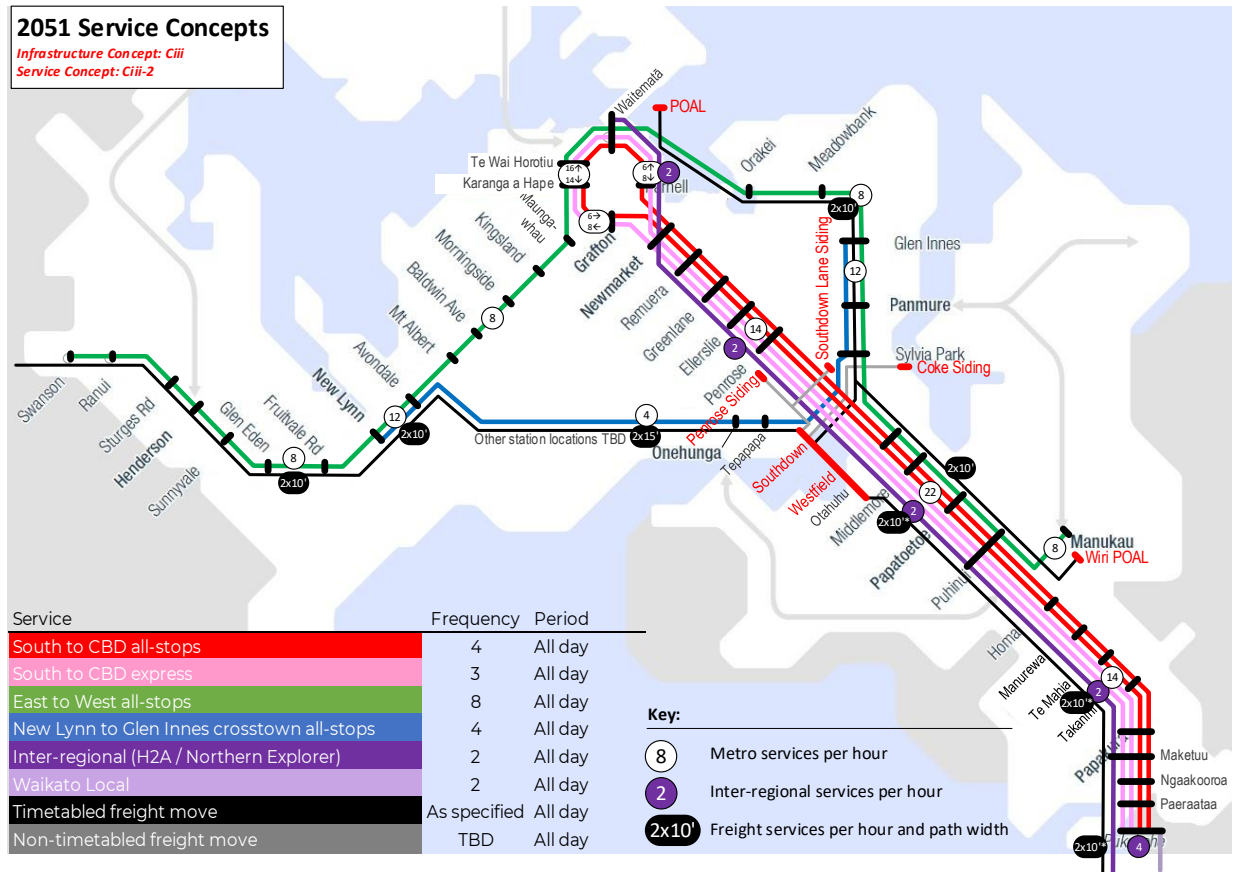 2051 Service Concepts
Infrastructure Concept: Ciii
Service Concept: Ciii-2
Waitematā
POAL
Te Wai Horotiu
Karanga a Hape
16↑
14↓
6↑
8↓
2
Parnell
6→
8←
Maunga-
whau
Grafton
Newmarket
Kingsland
Morningside
Baldwin Ave
Mt Albert
Avondale
New Lynn
8
Orakei
Meadowbank
8
2x10'
Glen Innes
12
Panmure
Sylvia Park
Coke Siding
Southdown Lane Siding
Remuera
Greenlane
Ellerslie
Penrose
14
2
Penrose Siding
Swanson
Ranui
Sturges Rd
Henderson
Sunnyvale
Glen Eden
Fruitvale Rd
8
2x10'
12
2x10'
4
2x15'
Other station locations TBD
Onehunga
Tepapapa
Southdown
Westfield
Otahuhu
Middlemore
22
2
2x10'*
2x10'
Papatoetoe
Puhinui
8
Manukau
Wiri POAL
Homai
Manurewa
Te Mahia
Takanini
14
2
2x10'*
Maketuu
Ngaakooroa
Paeraataa
2x10'*
4
Service Frequency Period
South to CBD all-stops 4 All day
South to CBD express 3 All day
East to West all-stops 8 All day
New Lynn to Glen Innes crosstown all-stops 4 All day
Inter-regional (H2A / Northern Explorer) 2 All day
Waikato Local 2 All day
Timetabled freight move As specified All day
Non-timetabled freight move TBD All day
Key:
8 Metro services per hour
2 Inter-regional services per hour
2x10' Freight services per hour and path width